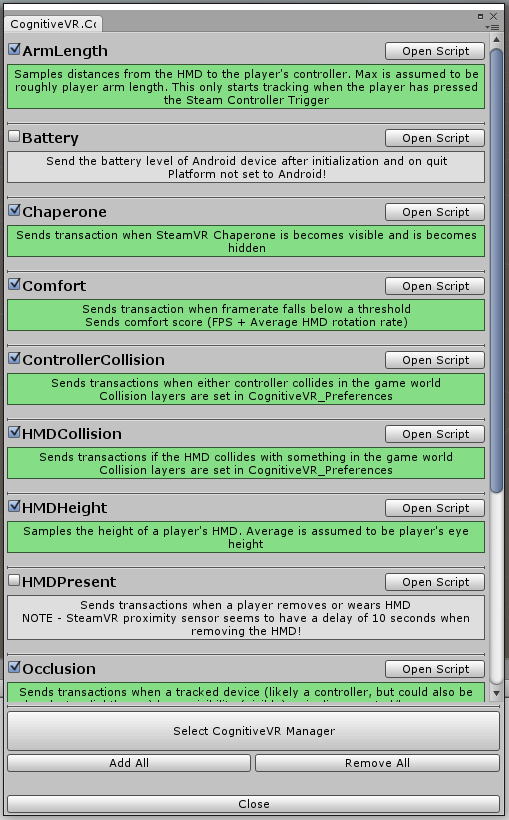 CognitiveVR.Co
ArmLength Open Script
Samples distances from the HMD to the player's controller. Max is assumed to be
roughly player arm length. This only starts tracking when the player has pressed
the Steam Controller Trigger
Battery Open Script
Send the battery level of Android device after initialization and on quit
Platform not set to Android!
Chaperone Open Script
Sends transaction when SteamVR Chaperone is becomes visible and is becomes
hidden
Comfort Open Script
Sends transaction when framerate falls below a threshold
Sends comfort score (FPS + Average HMD rotation rate)
ControllerCollision Open Script
Sends transactions when either controller collides in the game world
Collision layers are set in CognitiveVR_Preferences
HMDCollision Open Script
Sends transactions if the HMD collides with something in the game world
Collision layers are set in CognitiveVR_Preferences
HMDHeight Open Script
Samples the height of a player's HMD. Average is assumed to be player's eye
height
HMDPresent Open Script
Sends transactions when a player removes or wears HMD
NOTE - SteamVR proximity sensor seems to have a delay of 10 seconds when
removing the HMD!
Occlusion Open Script
Sends transactions when a tracked device (likely a controller, but could also be
Select CognitiveVR Manager
Add All Remove All
Close